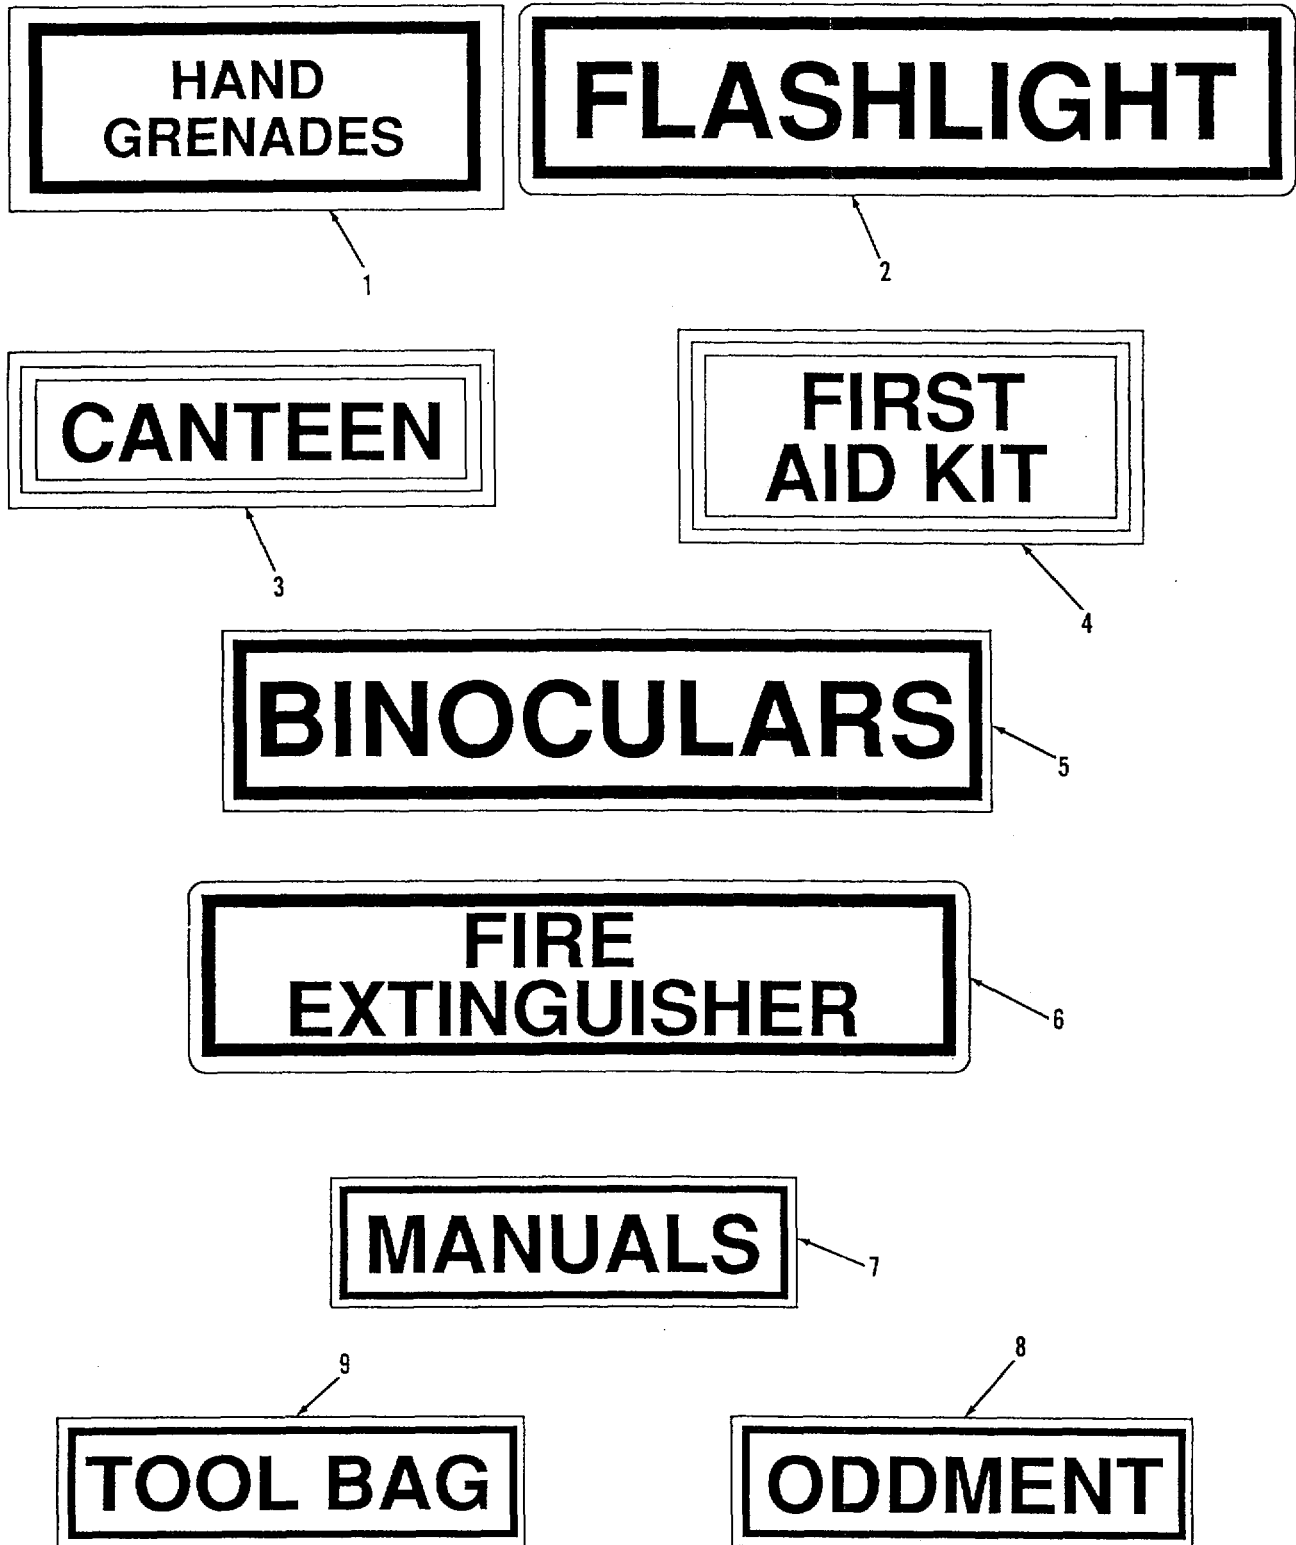 HAND
GRENADES
FLASHLIGHT
1
2
CANTEEN
FIRST
AID KIT
3
4
BINOCULARS
5
FIRE
EXTINGUISHER
6
MANUALS
7
9
8
TOOL BAG
ODDMENT